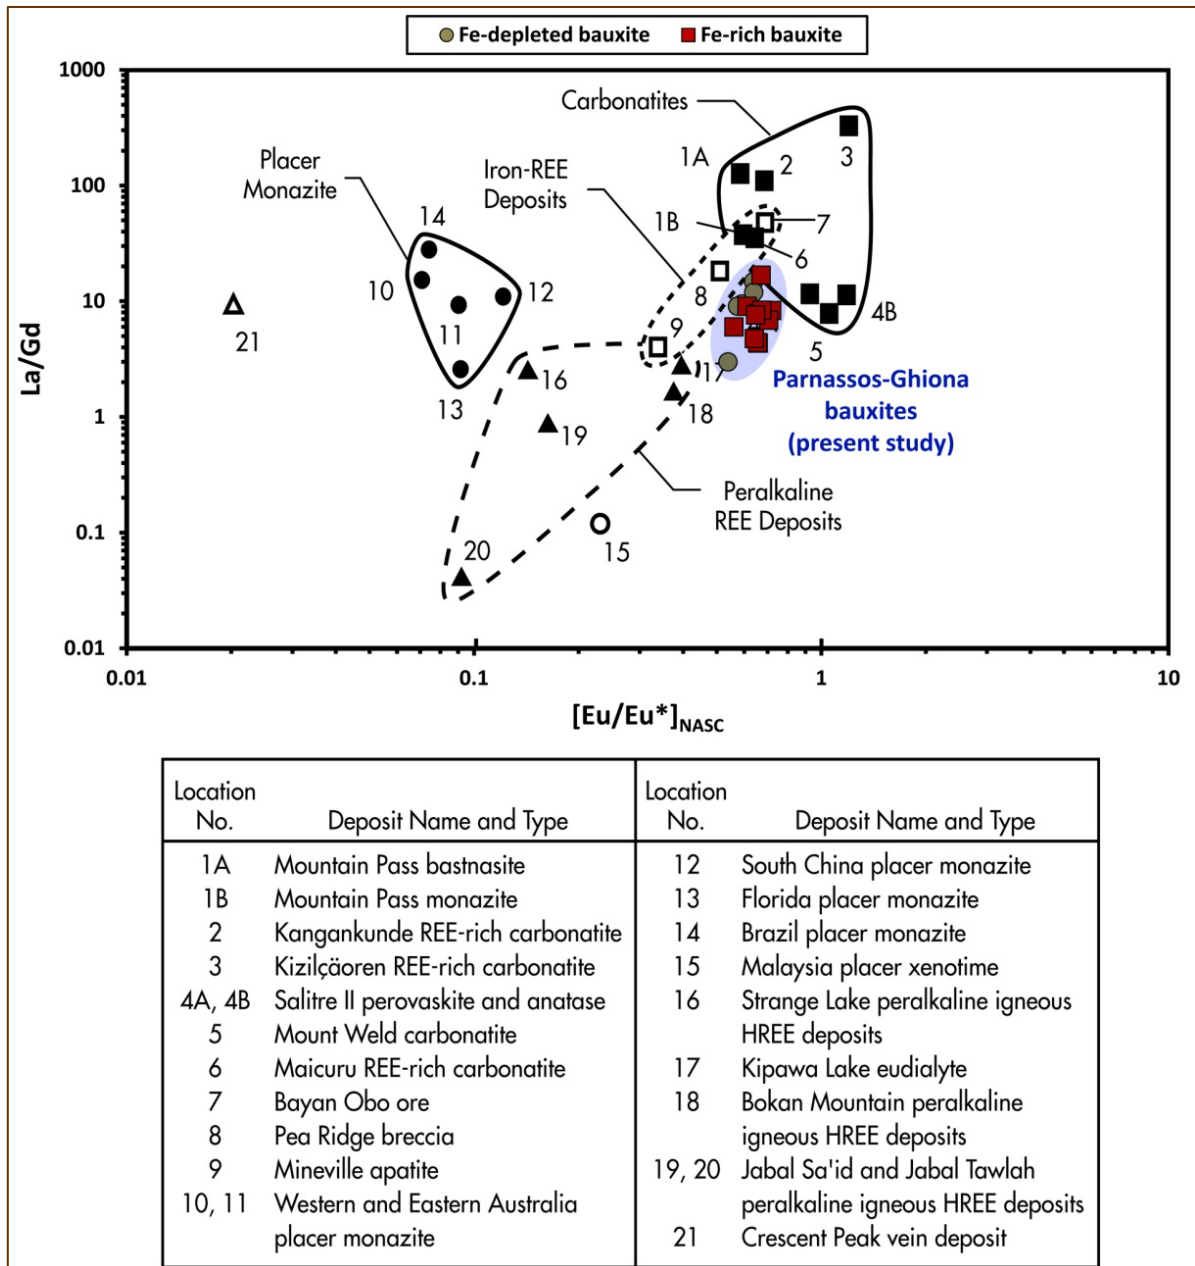 Fe-depleted bauxite Fe-rich bauxite
1000
100
10
1
0.1
0.01
La/Gd
0.01
0.1
1
10
[Eu/Eu*]NASC
Carbonatites
Placer
Monazite
Iron-REE
Deposits
1A
2
3
14
1B
7
6
10
12
8
11
21
9
4B
5
13
16
17
18
19
Parnassos-Ghiona
bauxites
(present study)
Peralkaline
REE Deposits
20
15
Location
No. Deposit Name and Type
1A Mountain Pass bastnasite
1B Mountain Pass monazite
2 Kangankunde REE-rich carbonatite
3 Kizilçäoren REE-rich carbonatite
4A, 4B Salitre II perovaskite and anatase
5 Mount Weld carbonatite
6 Maicuru REE-rich carbonatite
7 Bayan Obo ore
8 Pea Ridge breccia
9 Mineville apatite
10, 11 Western and Eastern Australia
placer monazite
Location
No. Deposit Name and Type
12 South China placer monazite
13 Florida placer monazite
14 Brazil placer monazite
15 Malaysia placer xenotime
16 Strange Lake peralkaline igneous
HREE deposits
17 Kipawa Lake eudialyte
18 Bokan Mountain peralkaline
igneous HREE deposits
19, 20 Jabal Sa'id and Jabal Tawlah
peralkaline igneous HREE deposits
21 Crescent Peak vein deposit